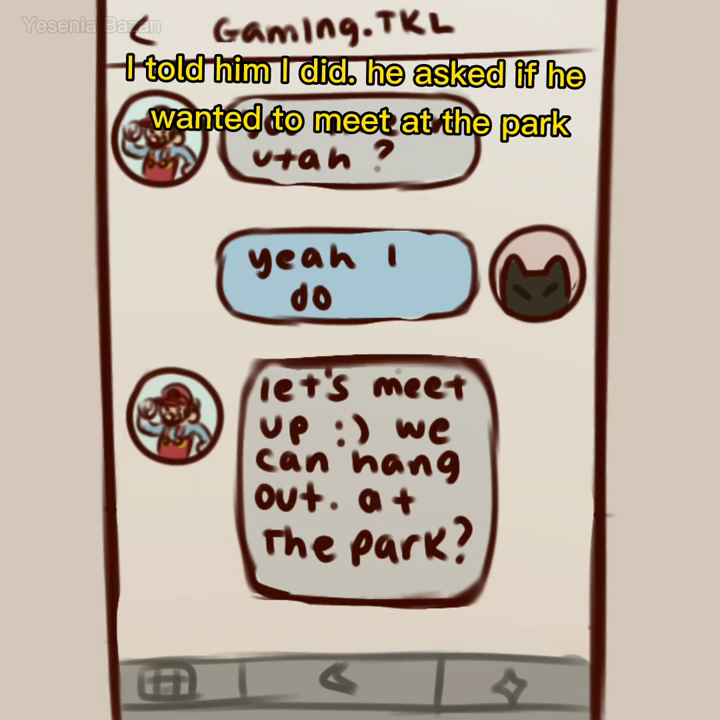 Yesenia Bazan
Gaming.TKL
I told him I did. he asked if he
wanted to meet at the park
utah ?
yeah I
do
let's meet
up :) we
can hang
out. at
The park?